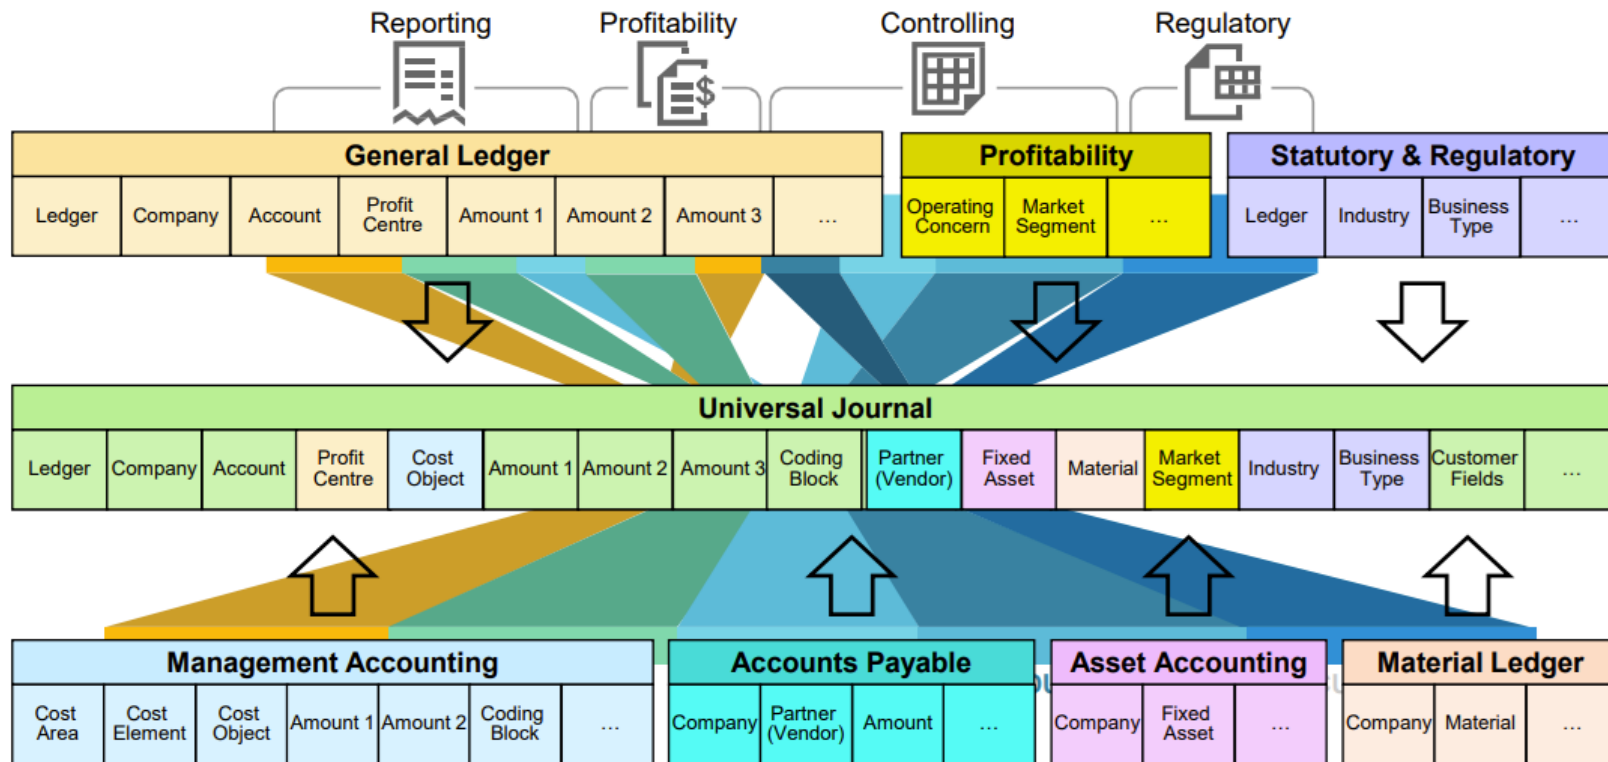 Reporting
Profitability
Controlling
Regulatory
$
General Ledger
Profitability
Statutory & Regulatory
Ledger
Company
Account
Profit
Centre
Amount 1
Amount 2
Amount 3
...
Operating
Concern
Market
Segment
...
Ledger
Industry
Business
Type
...
Universal Journal
Ledger
Company
Account
Profit
Centre
Cost
Object
Amount 1
Amount 2
Amount 3
Coding
Block
Partner
(Vendor)
Fixed
Asset
Material
Market
Segment
Industry
Business
Type
Customer
Fields
...
Management Accounting
Accounts Payable
Asset Accounting
Material Ledger
Cost
Area
Cost
Element
Cost
Object
Amount 1
Amount 2
Coding
Block
...
Company
Partner
(Vendor)
Amount
...
Company
Fixed
Asset
...
Company
Material
...